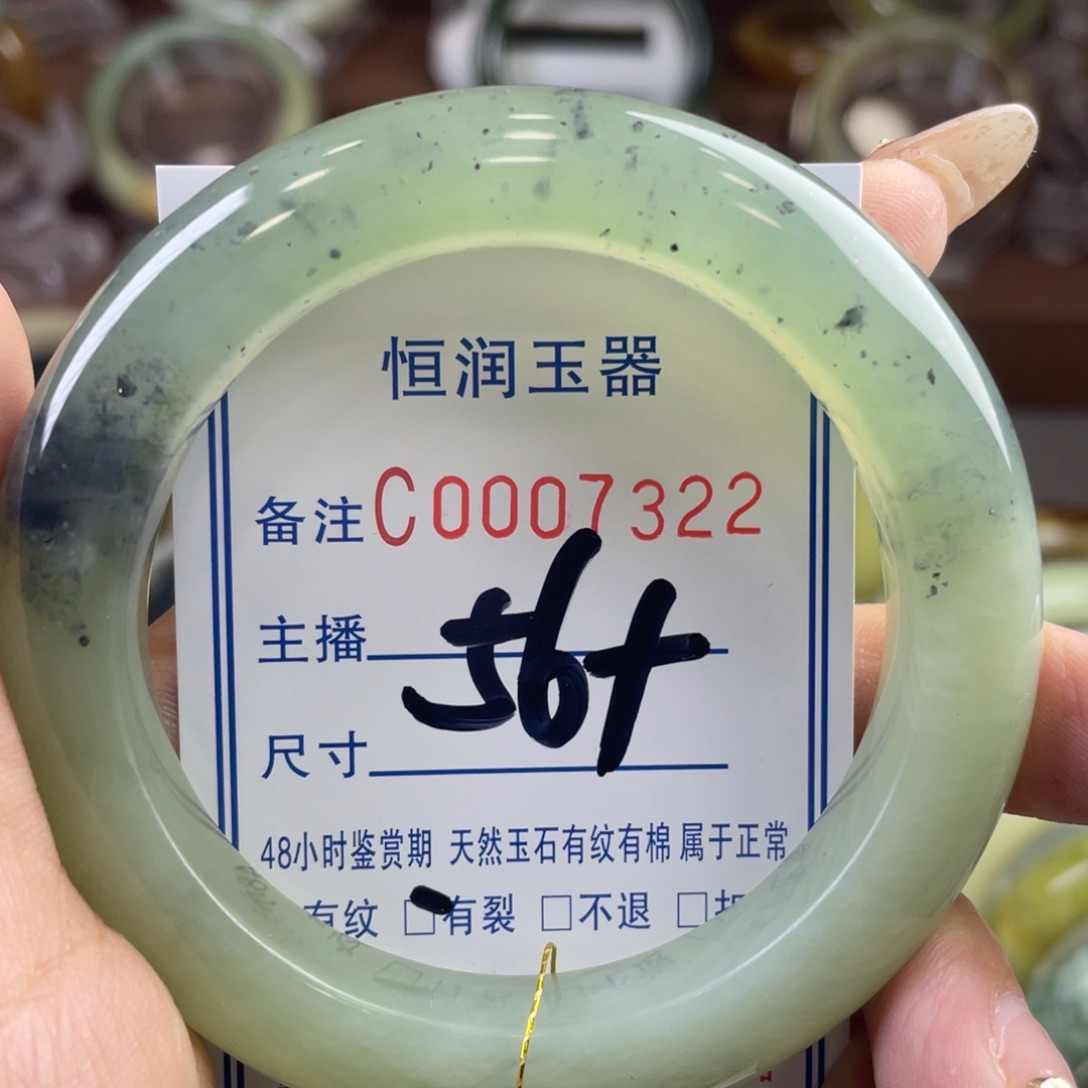 恒润玉器
备注C0007322
主播
56+
尺寸
48小时鉴赏期 天然玉石有纹有棉 属于正常
有纹 □有裂 □不退 □